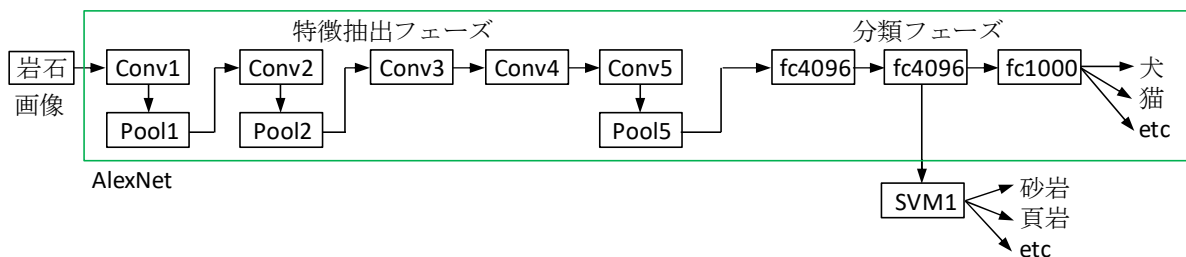 特徴抽出フェーズ
分類フェーズ
岩石
画像
Conv1
Conv2
Conv3
Conv4
Conv5
fc4096
fc4096
fc1000
犬
猫
etc
Pool1
Pool2
Pool5
AlexNet
SVM1
砂岩
頁岩
etc